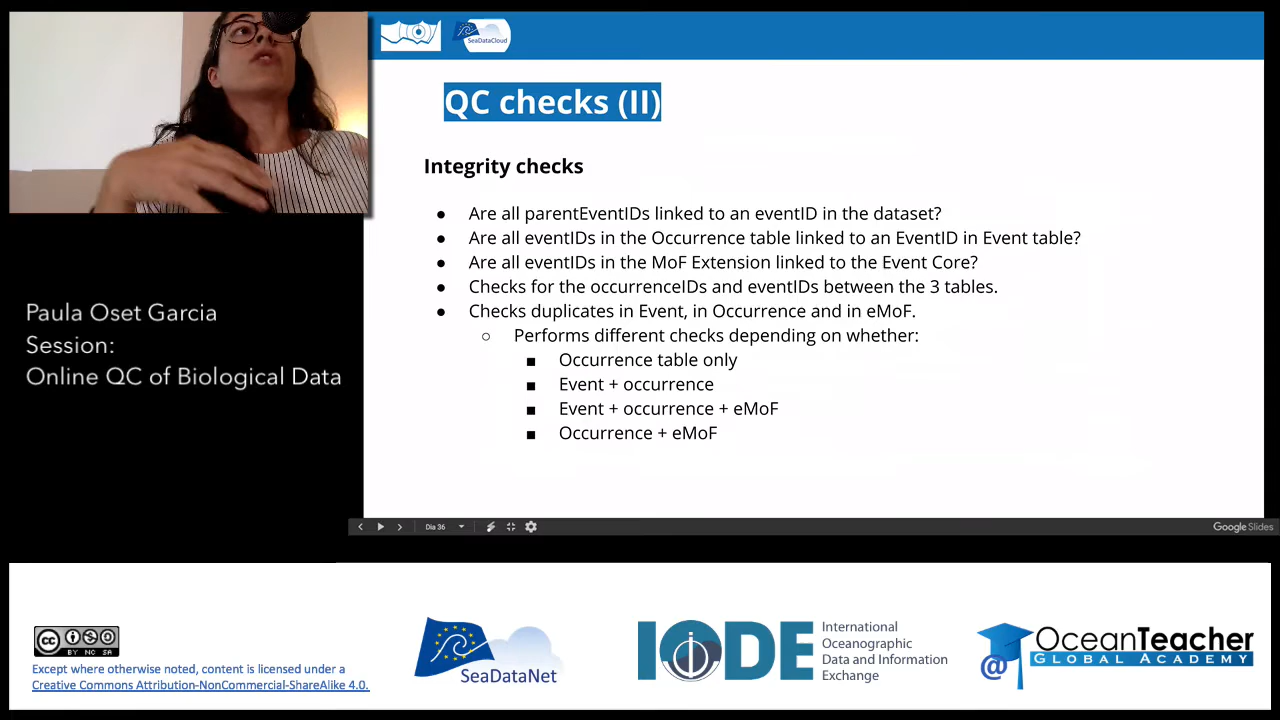 SeaDataCloud
QC checks (II)
Integrity checks
● Are all parentEventIDs linked to an eventID in the dataset?
● Are all eventIDs in the Occurrence table linked to an EventID in Event table?
● Are all eventIDs in the MoF Extension linked to the Event Core?
● Checks for the occurrenceIDs and eventIDs between the 3 tables.
● Checks duplicates in Event, in Occurrence and in eMoF.
○ Performs different checks depending on whether:
■ Occurrence table only
■ Event + occurrence
■ Event + occurrence + eMoF
■ Occurrence + eMoF
Paula Oset Garcia
Session:
Online QC of Biological Data
Dia 36
Google Slides
cc BY NC SA
Except where otherwise noted, content is licensed under a
Creative Commons Attribution-NonCommercial-ShareAlike 4.0.
SeaDataNet
IODE
International
Oceanographic
Data and Information
Exchange
@ OceanTeacher
GLOBAL ACADEMY